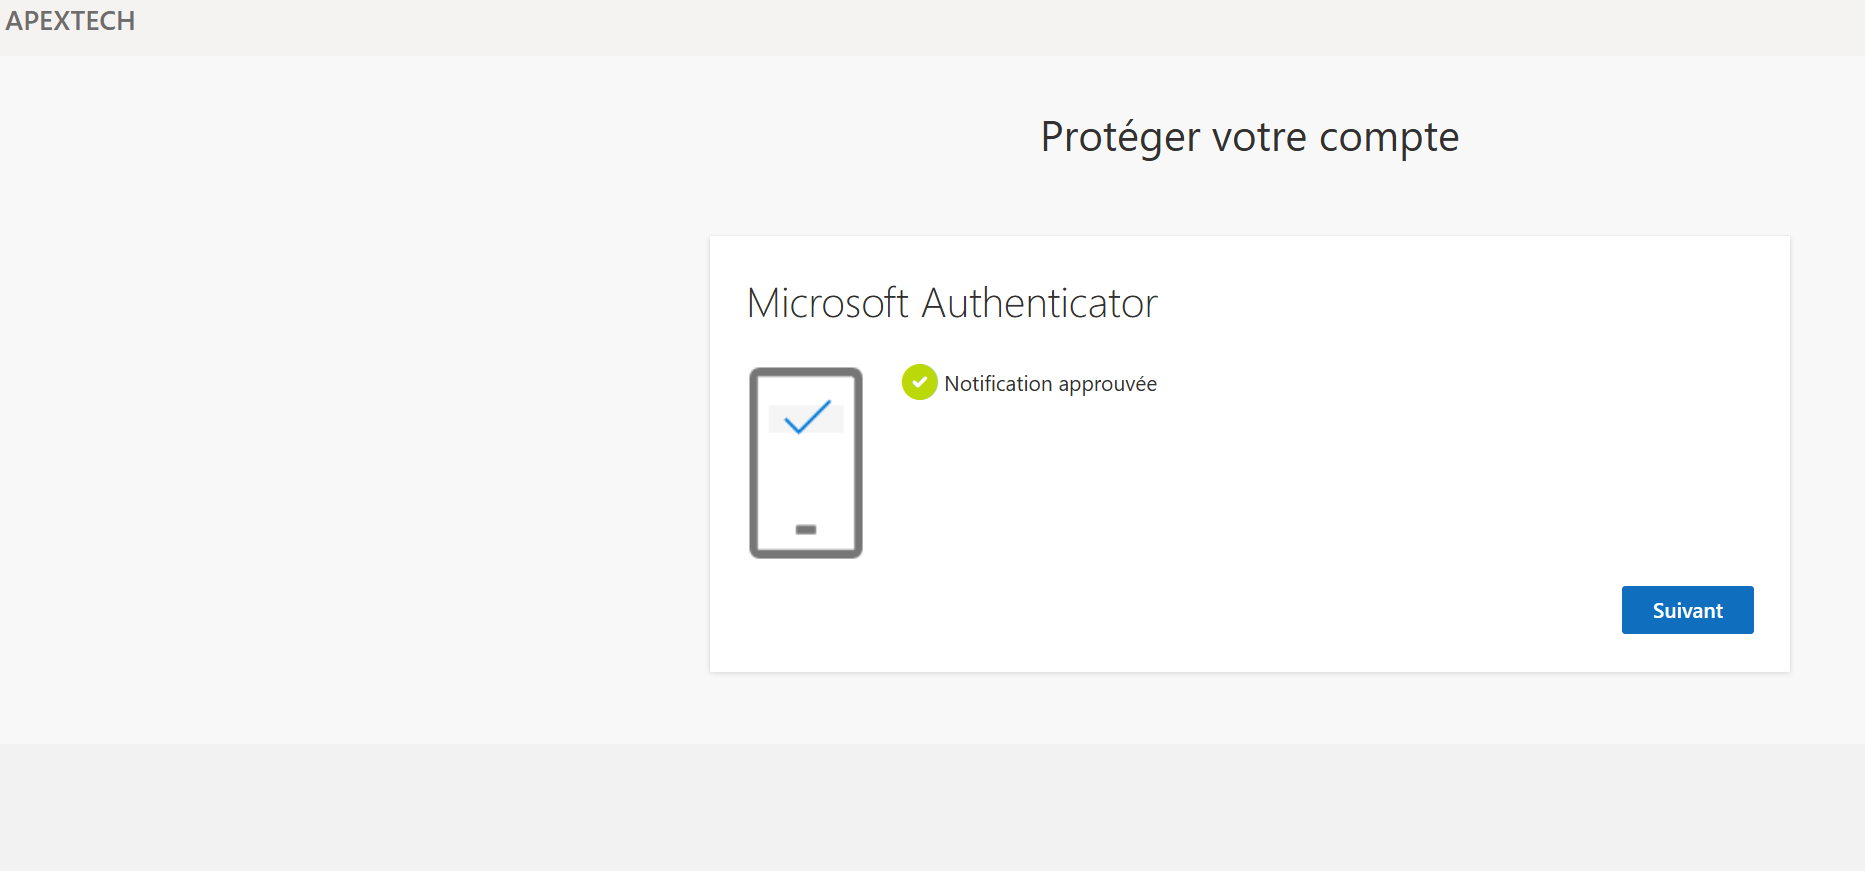 APEXTECH
Protéger votre compte
Microsoft Authenticator
Notification approuvée
Suivant